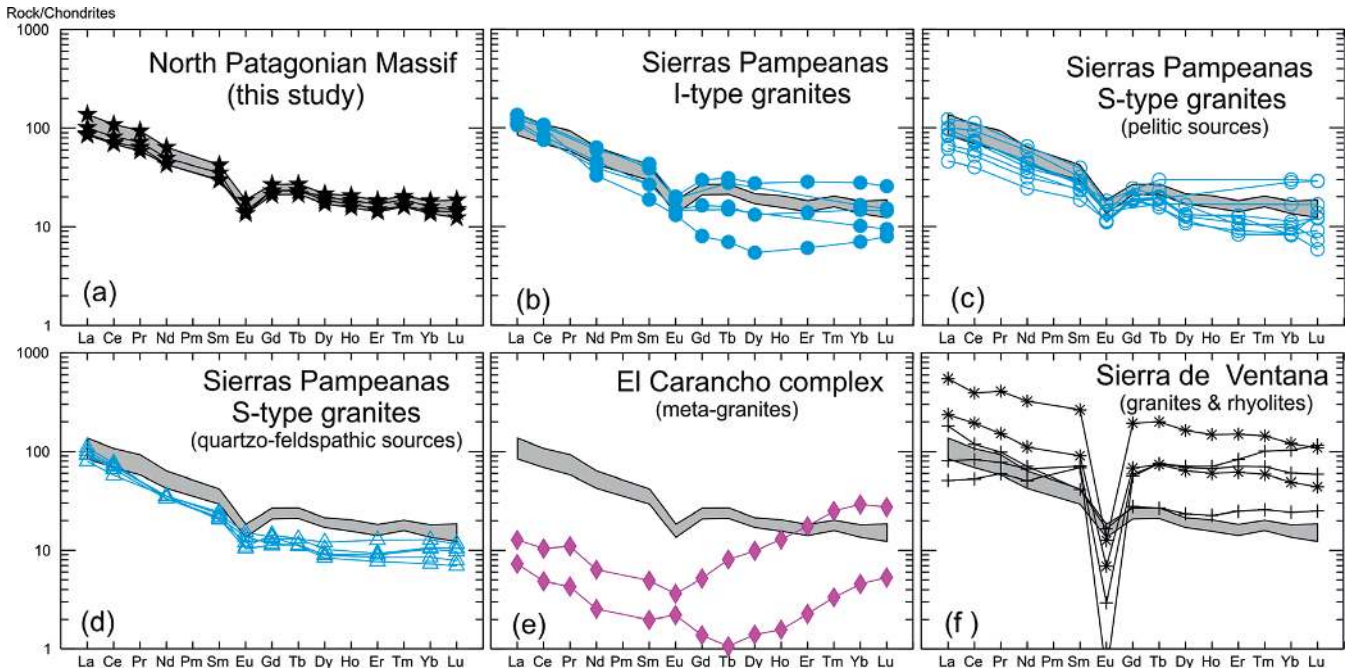 Rock/Chondrites
1000
100
10
1
North Patagonian Massif
(this study)
(a)
La Ce Pr Nd Pm Sm Eu Gd Tb Dy Ho Er Tm Yb Lu
Sierras Pampeanas
I-type granites
(b)
La Ce Pr Nd Pm Sm Eu Gd Tb Dy Ho Er Tm Yb Lu
Sierras Pampeanas
S-type granites
(pelitic sources)
(c)
La Ce Pr Nd Pm Sm Eu Gd Tb Dy Ho Er Tm Yb Lu
1000
100
10
1
Sierras Pampeanas
S-type granites
(quartzo-feldspathic sources)
(d)
La Ce Pr Nd Pm Sm Eu Gd Tb Dy Ho Er Tm Yb Lu
El Carancho complex
(meta-granites)
(e)
La Ce Pr Nd Pm Sm Eu Gd Tb Dy Ho Er Tm Yb Lu
Sierra de Ventana
(granites & rhyolites)
(f)
La Ce Pr Nd Pm Sm Eu Gd Tb Dy Ho Er Tm Yb Lu